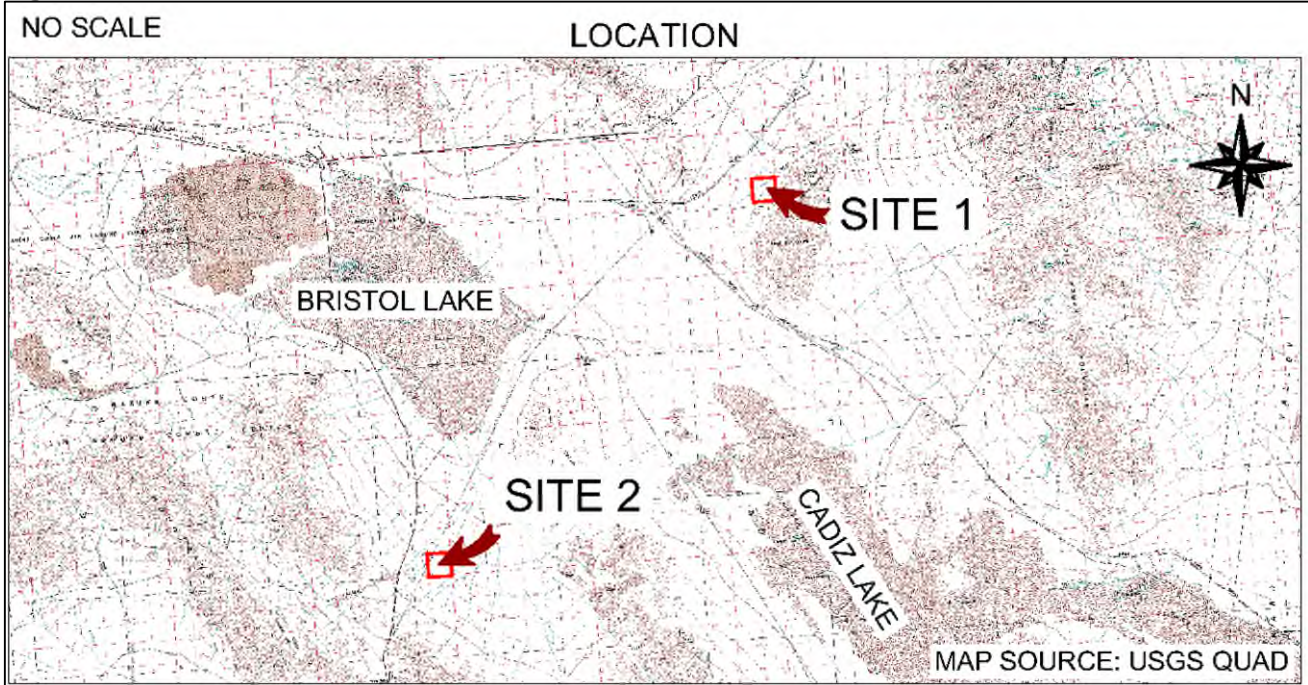 NO SCALE
LOCATION
N
SITE 1
BRISTOL LAKE
SITE 2
CADIZ LAKE
MAP SOURCE: USGS QUAD